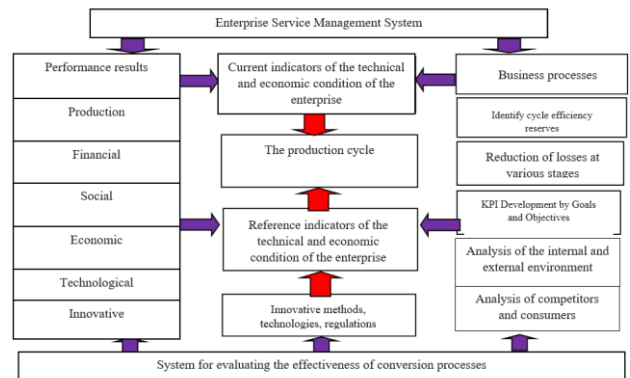 Enterprise Service Management System
Performance results
Production
Financial
Social
Economic
Technological
Innovative
Current indicators of the technical
and economic condition of the
enterprise
The production cycle
Reference indicators of the
technical and economic
condition of the enterprise
Innovative methods,
technologies, regulations
Business processes
Identify cycle efficiency
reserves
Reduction of losses at
various stages
KPI Development by Goals
and Objectives
Analysis of the internal and
external environment
Analysis of competitors
and consumers
System for evaluating the effectiveness of conversion processes